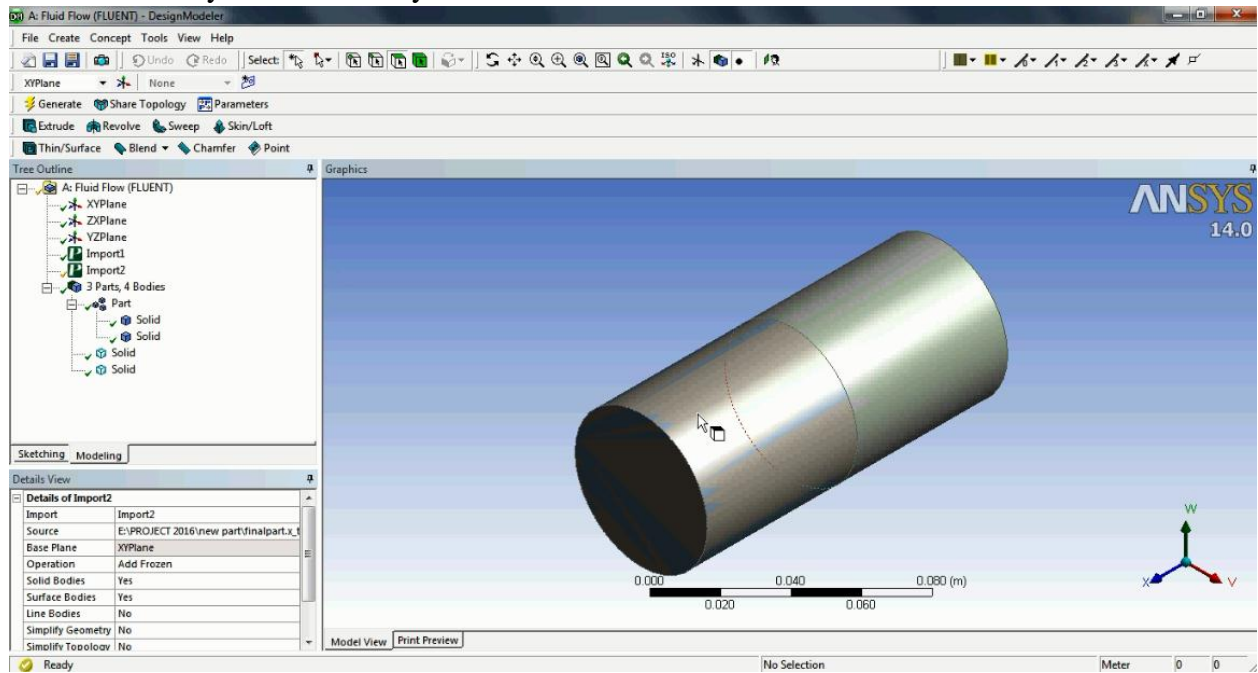 A: Fluid Flow (FLUENT) - DesignModeler
File Create Concept Tools View Help
Undo Redo Select:
XYPlane None
Generate Share Topology Parameters
Extrude Revolve Sweep Skin/Loft
Thin/Surface Blend Chamfer Point
Tree Outline
A: Fluid Flow (FLUENT)
XYPlane
ZXPlane
YZPlane
Import1
Import2
3 Parts, 4 Bodies
Part
Solid
Solid
Solid
Solid
Sketching Modeling
Details View
Details of Import2
Import Import2
Source E:\PROJECT 2016\new part\finalpart.x_t
Base Plane XYPlane
Operation Add Frozen
Solid Bodies Yes
Surface Bodies Yes
Line Bodies No
Simplify Geometry No
Simplify Topology No
Graphics
ANSYS
14.0
0.000 0.040 0.080 (m)
0.020 0.060
W
X V
Model View Print Preview
Ready No Selection Meter 0 0